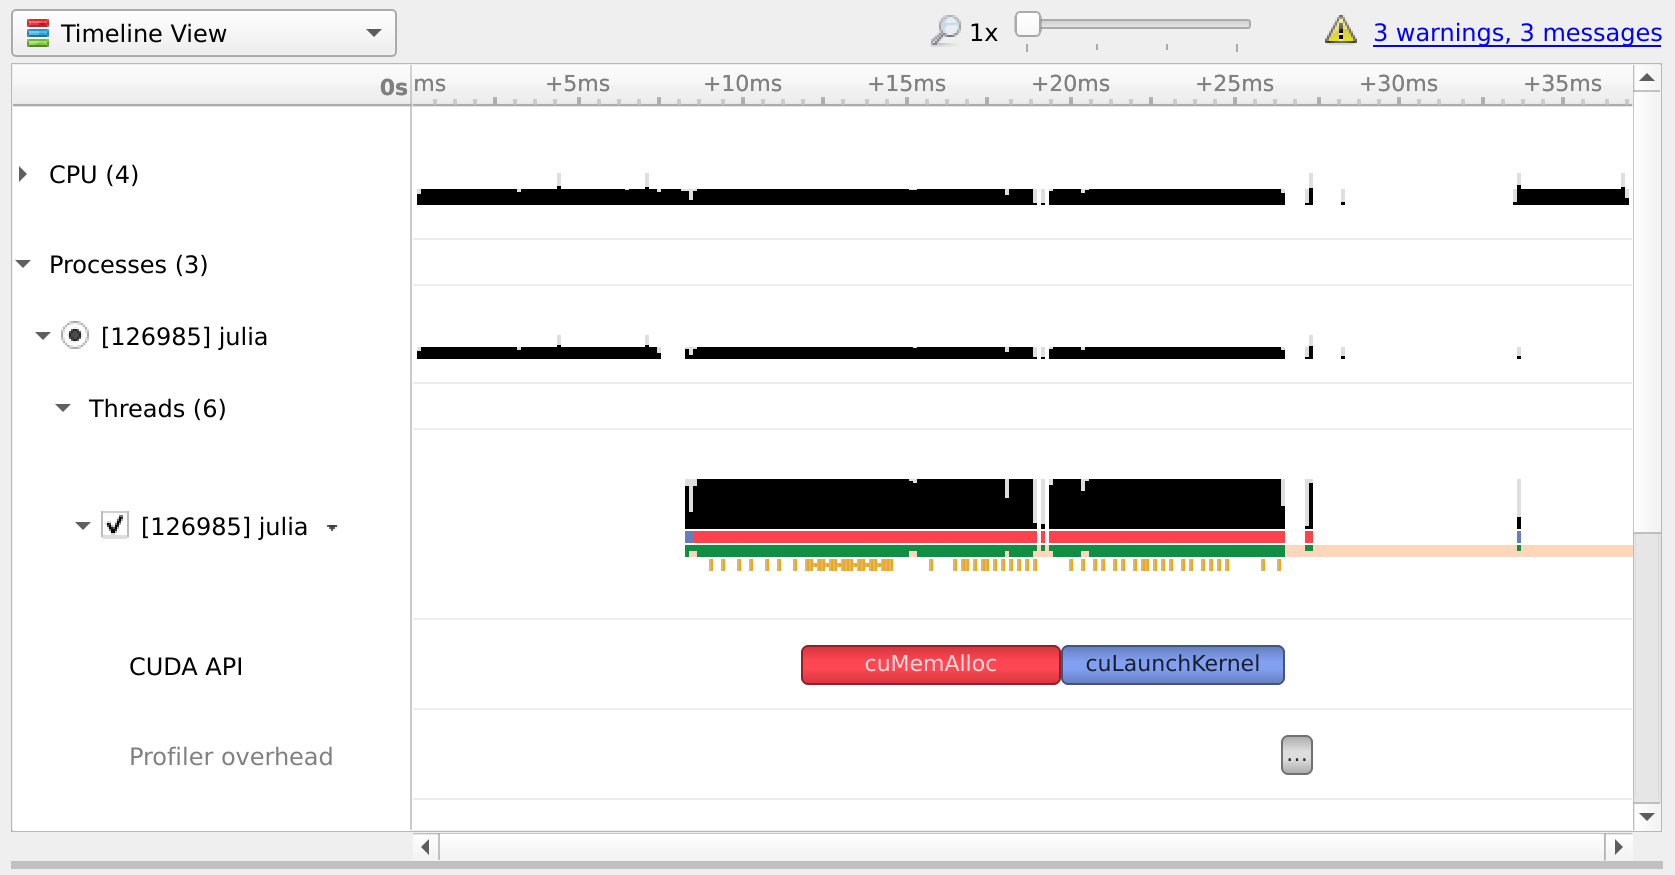 Timeline View
1x
3 warnings, 3 messages
0s ms +5ms +10ms +15ms +20ms +25ms +30ms +35ms
CPU (4)
Processes (3)
[126985] julia
Threads (6)
[126985] julia
CUDA API
cuMemAlloc cuLaunchKernel
Profiler overhead
...